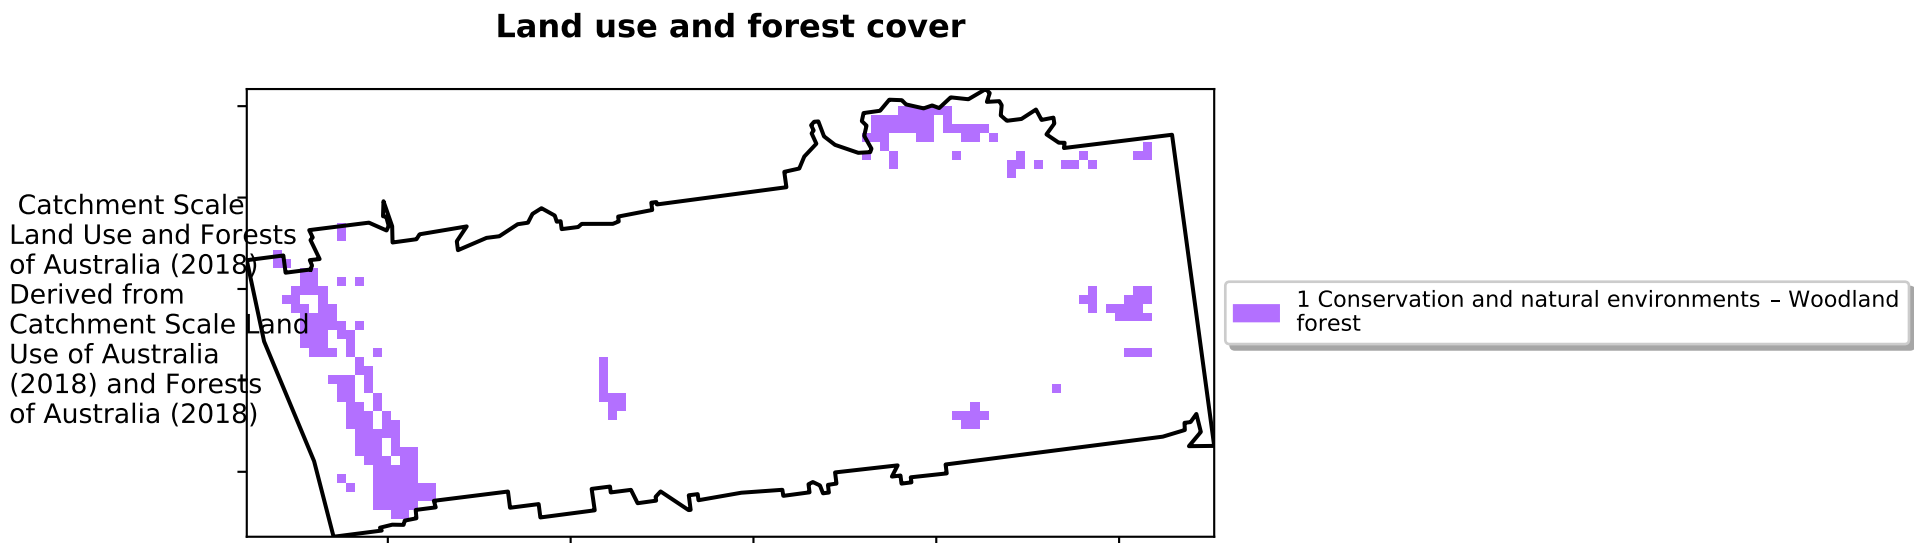 Land use and forest cover
Catchment Scale
Land Use and Forests
of Australia (2018)
Derived from
Catchment Scale Land
Use of Australia
(2018) and Forests
of Australia (2018)
1 Conservation and natural environments – Woodland
forest